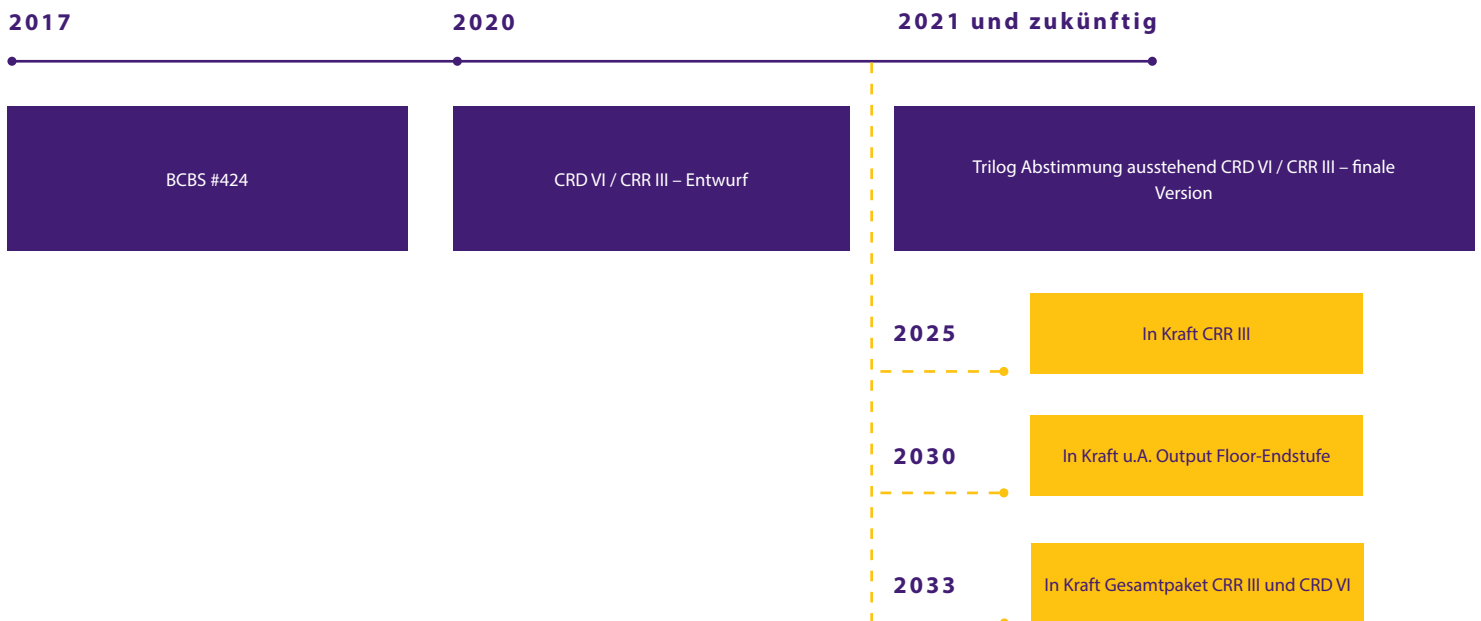 2017
2020
2021 und zukünftig
BCBS #424
CRD VI / CRR III – Entwurf
Trilog Abstimmung ausstehend CRD VI / CRR III – finale
Version
2025
In Kraft CRR III
2030
In Kraft u.A. Output Floor-Endstufe
2033
In Kraft Gesamtpaket CRR III und CRD VI